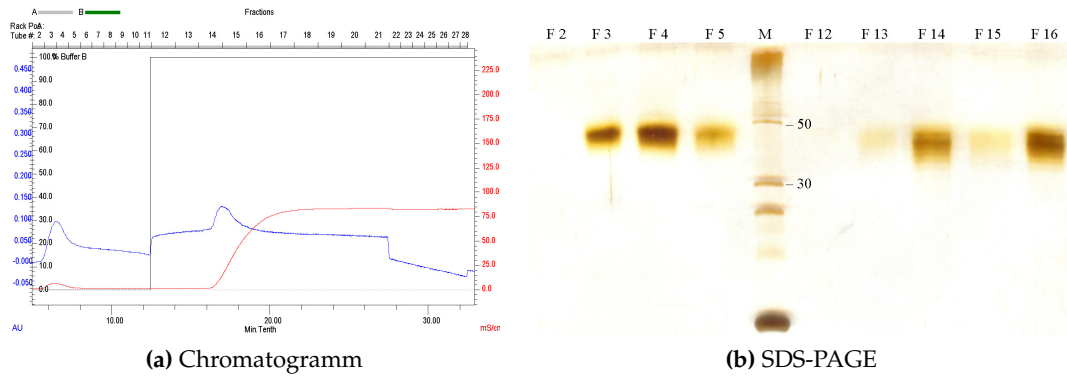 A B Fractions
Rack Pos A:
Tube #: 2 3 4 5 6 7 8 9 10 11 12 13 14 15 16 17 18 19 20 21 22 23 24 25 26 27 28
% Buffer B
0.450 100.0 225.0
0.400 90.0 200.0
0.350 80.0 175.0
0.300 70.0 150.0
0.250 60.0 125.0
0.200 50.0 100.0
0.150 40.0 75.0
0.100 30.0 50.0
0.050 20.0 25.0
-0.000 10.0 0.0
-0.050 0.0
10.00 20.00 30.00
AU Min.Tenth mS/cm
(a) Chromatogramm
F 2 F 3 F 4 F 5 M F 12 F 13 F 14 F 15 F 16
– 50
– 30
(b) SDS-PAGE